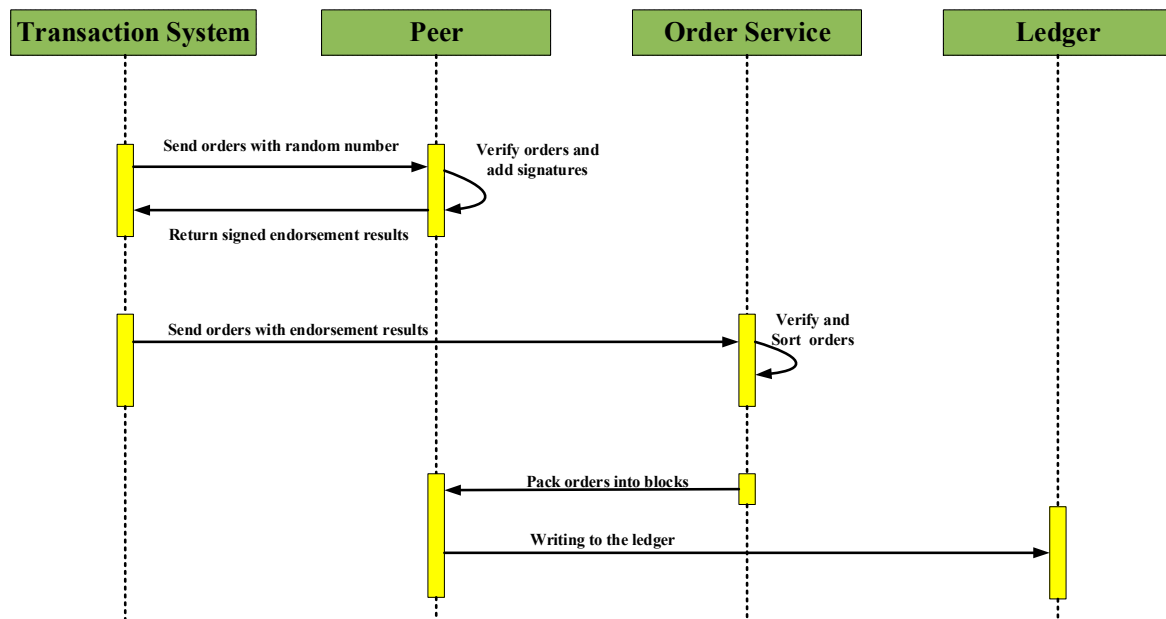 Transaction System
Peer
Order Service
Ledger
Send orders with random number
Verify orders and
add signatures
Return signed endorsement results
Send orders with endorsement results
Verify and
Sort orders
Pack orders into blocks
Writing to the ledger